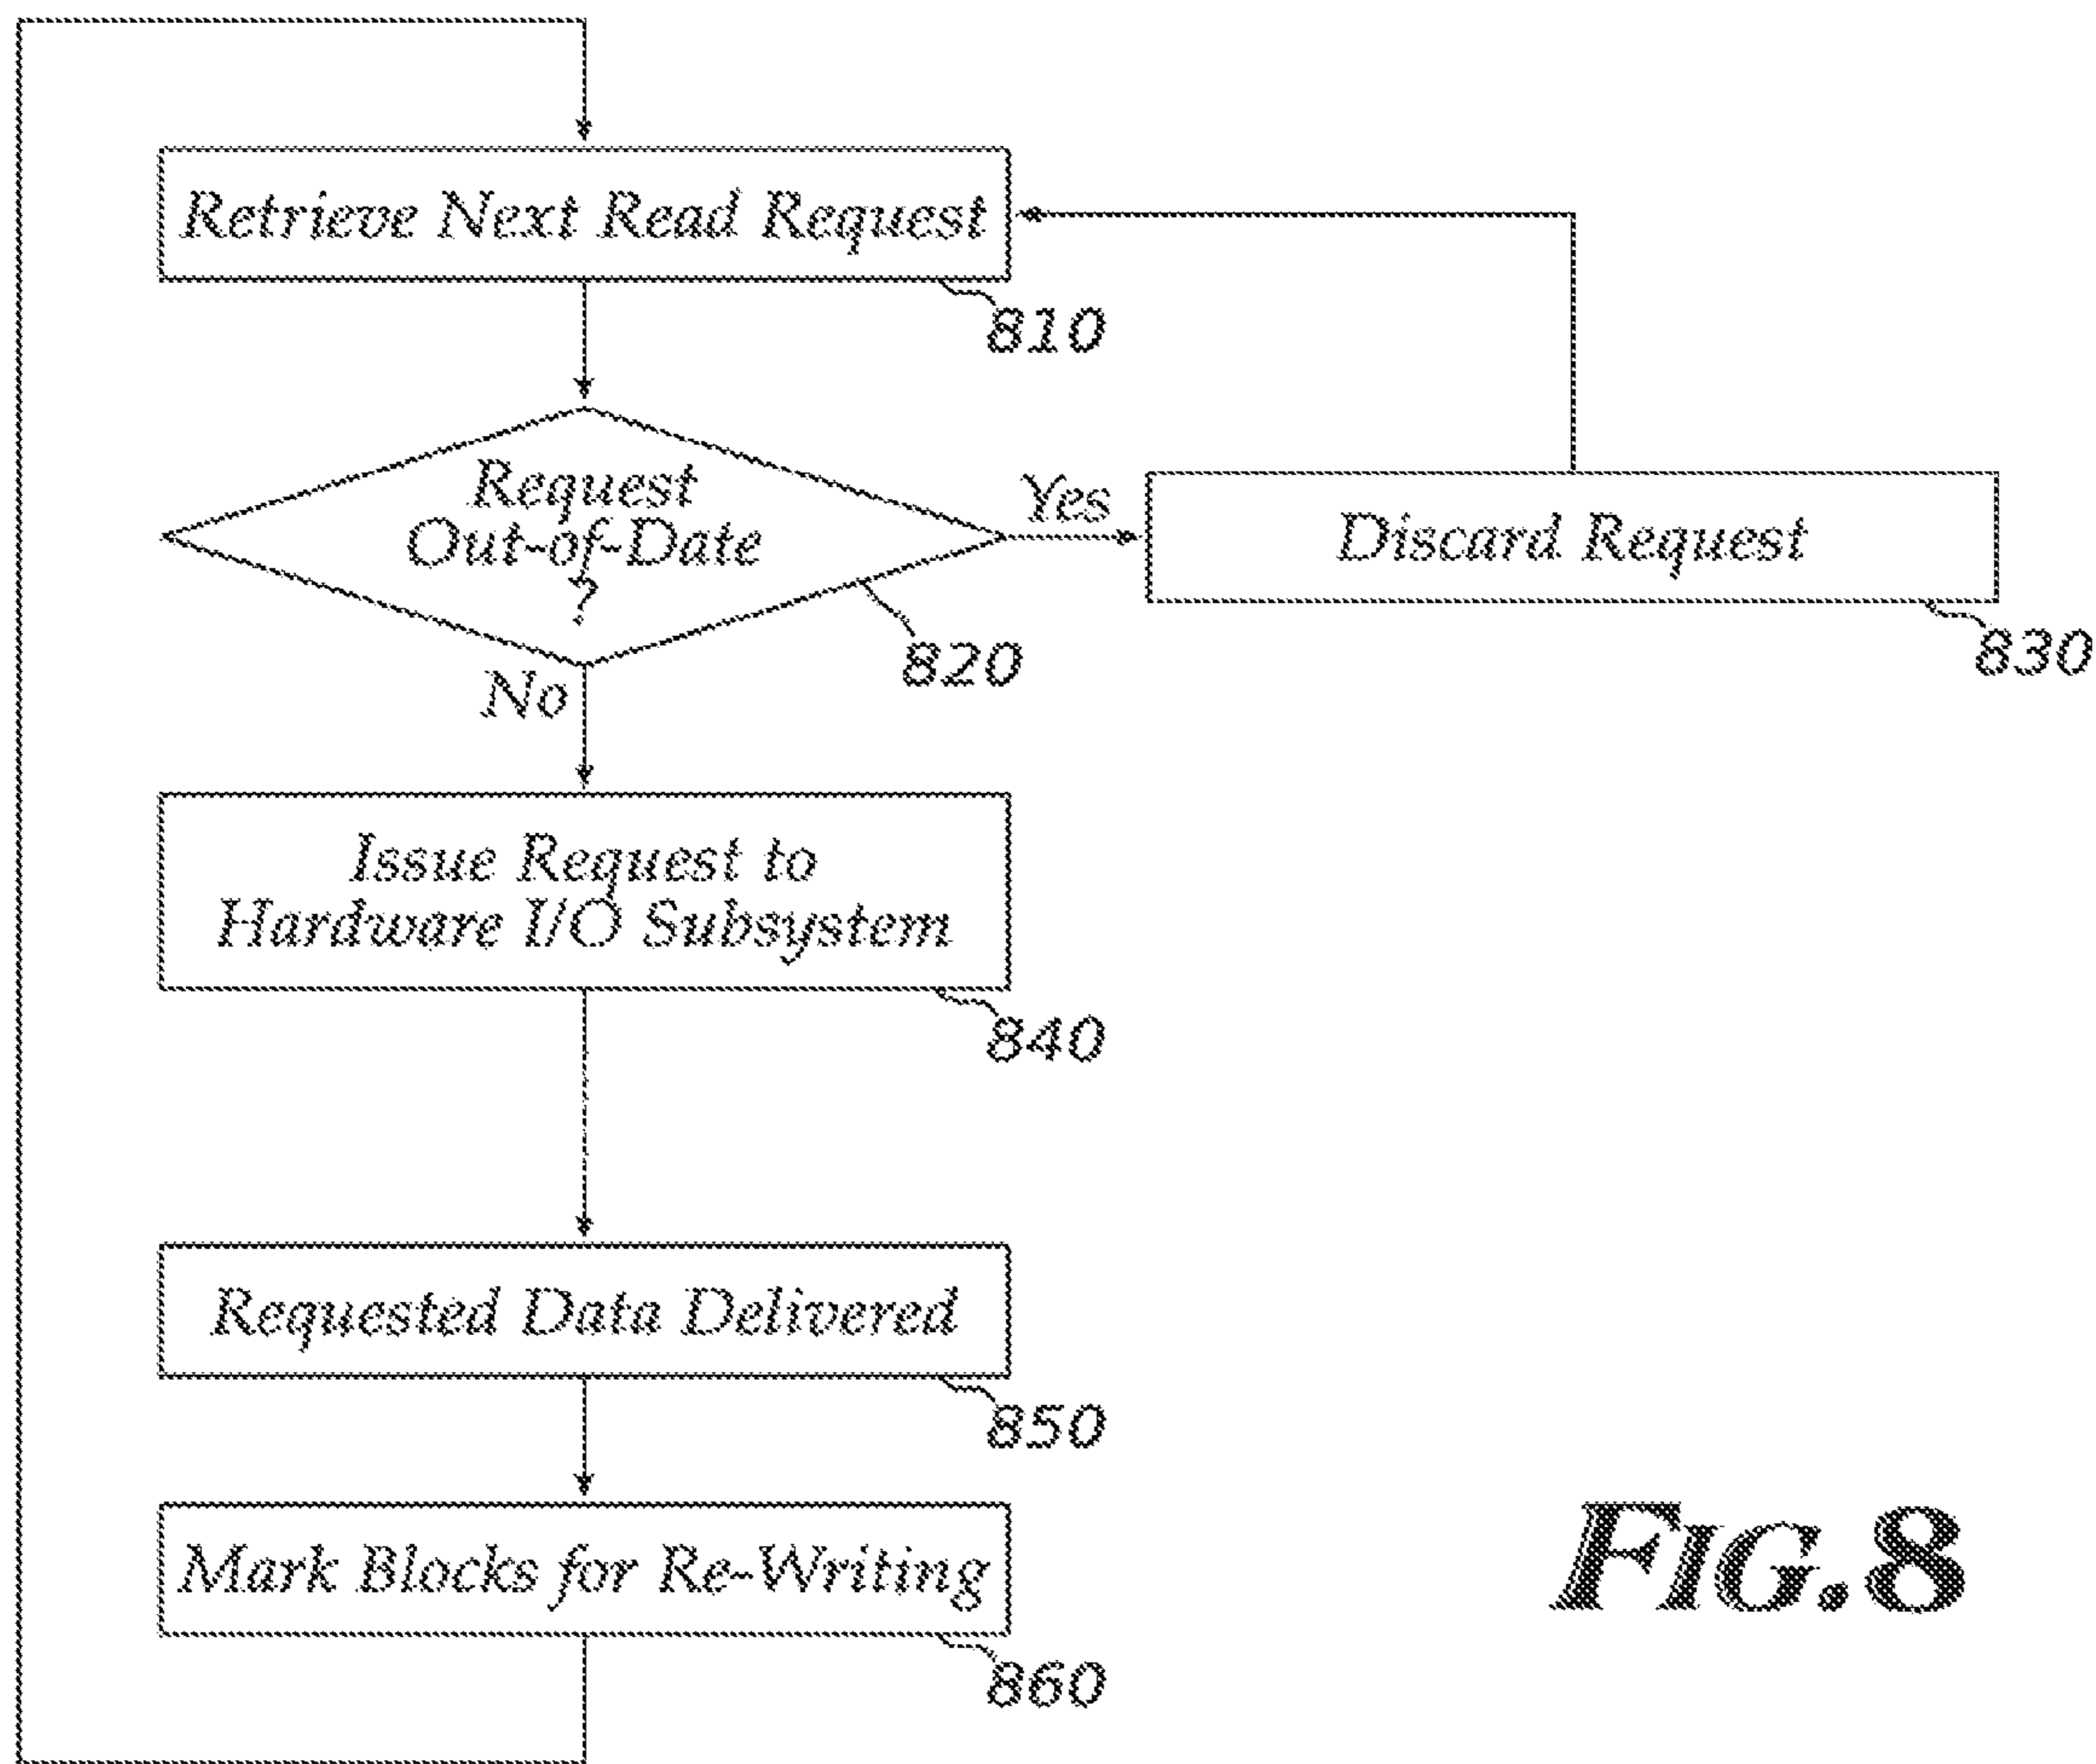 Retrieve Next Read Request
810
Request
Out-of-Date
?
Yes
Discard Request
830
820
No
Issue Request to
Hardware I/O Subsystem
840
Requested Data Delivered
850
Mark Blocks for Re-Writing
860
FIG. 8